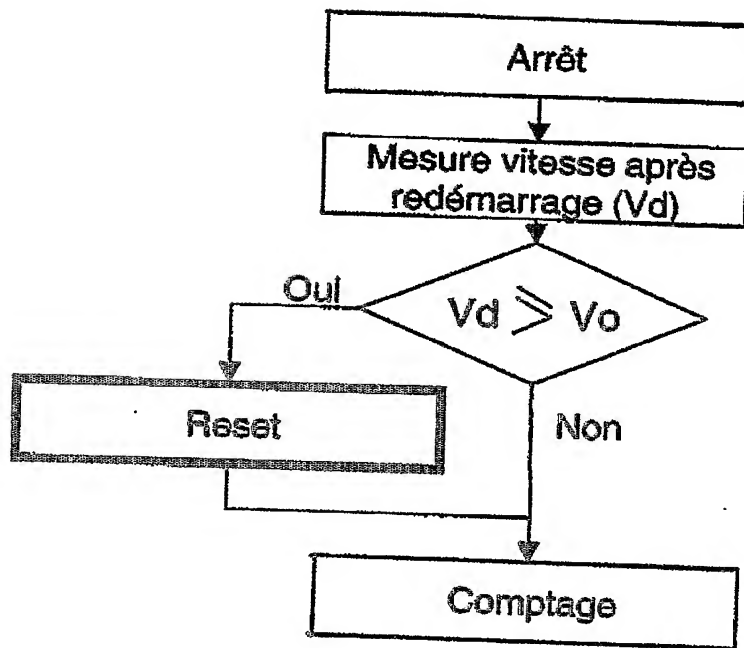 Arrêt
Mesure vitesse après
redémarrage (Vd)
Oui
Vd ⩾ Vo
Reset
Non
Comptage